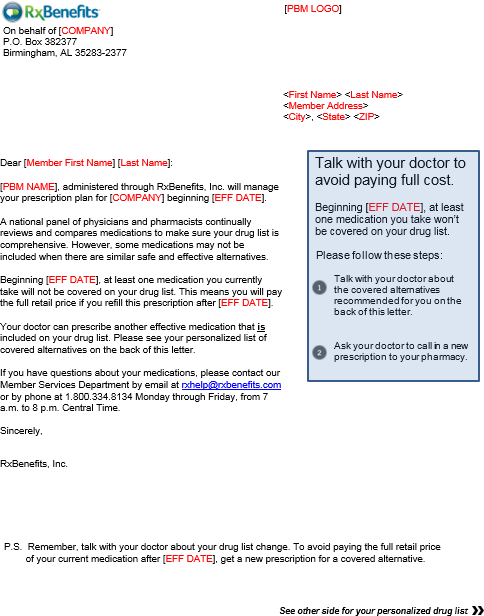 RxBenefits®
[PBM LOGO]
On behalf of [COMPANY]
P.O. Box 382377
Birmingham, AL 35283-2377
<First Name> <Last Name>
<Member Address>
<City>, <State> <ZIP>
Dear [Member First Name] [Last Name]:
[PBM NAME], administered through RxBenefits, Inc. will manage
your prescription plan for [COMPANY] beginning [EFF DATE].
A national panel of physicians and pharmacists continually
reviews and compares medications to make sure your drug list is
comprehensive. However, some medications may not be
included when there are similar safe and effective alternatives.
Beginning [EFF DATE], at least one medication you currently
take will not be covered on your drug list. This means you will pay
the full retail price if you refill this prescription after [EFF DATE].
Your doctor can prescribe another effective medication that is
included on your drug list. Please see your personalized list of
covered alternatives on the back of this letter.
If you have questions about your medications, please contact our
Member Services Department by email at rxhelp@rxbenefits.com
or by phone at 1.800.334.8134 Monday through Friday, from 7
a.m. to 8 p.m. Central Time.
Sincerely,
RxBenefits, Inc.
Talk with your doctor to
avoid paying full cost.
Beginning [EFF DATE], at least
one medication you take won't
be covered on your drug list.
Please follow these steps:
1 Talk with your doctor about
the covered alternatives
recommended for you on the
back of this letter.
2 Ask your doctor to call in a new
prescription to your pharmacy.
P.S. Remember, talk with your doctor about your drug list change. To avoid paying the full retail price
of your current medication after [EFF DATE], get a new prescription for a covered alternative.
See other side for your personalized drug list ❯❯